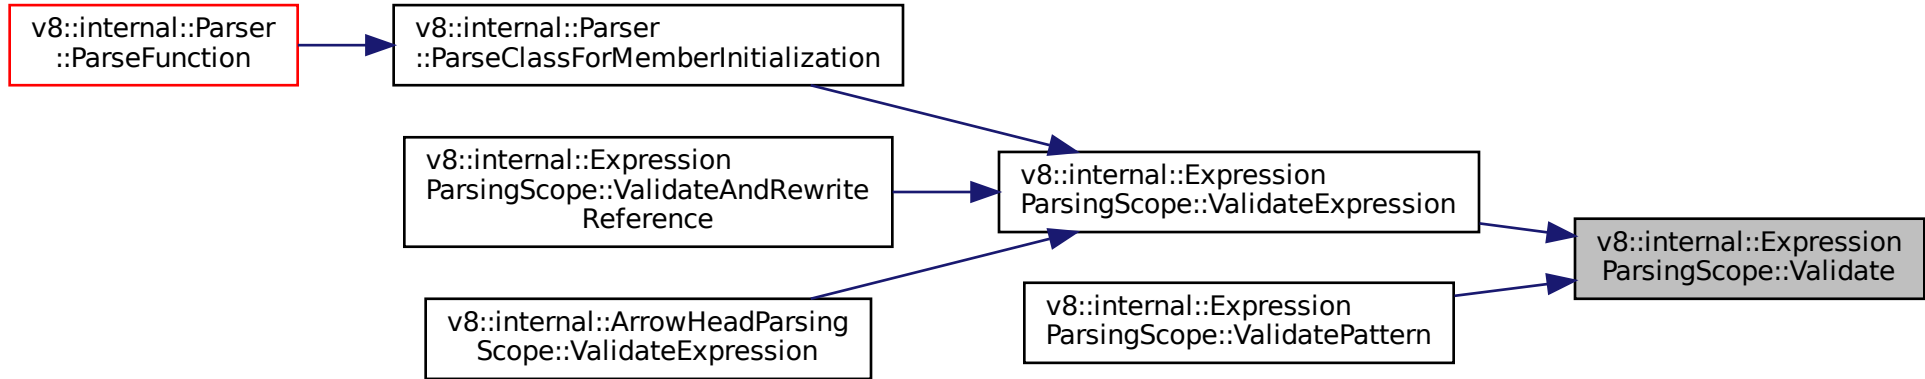 v8::internal::Parser
::ParseFunction
v8::internal::Parser
::ParseClassForMemberInitialization
v8::internal::Expression
ParsingScope::ValidateAndRewrite
Reference
v8::internal::ArrowHeadParsing
Scope::ValidateExpression
v8::internal::Expression
ParsingScope::ValidateExpression
v8::internal::Expression
ParsingScope::ValidatePattern
v8::internal::Expression
ParsingScope::Validate